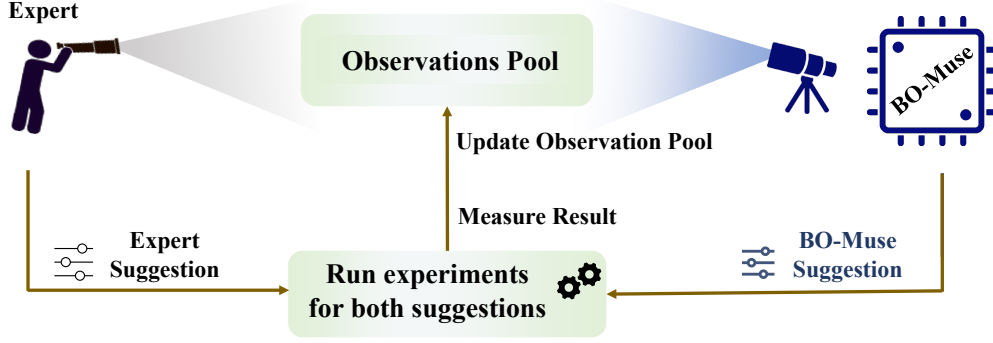 Expert
Observations Pool
BO-Muse
Update Observation Pool
Measure Result
Expert
Suggestion
BO-Muse
Suggestion
Run experiments
for both suggestions